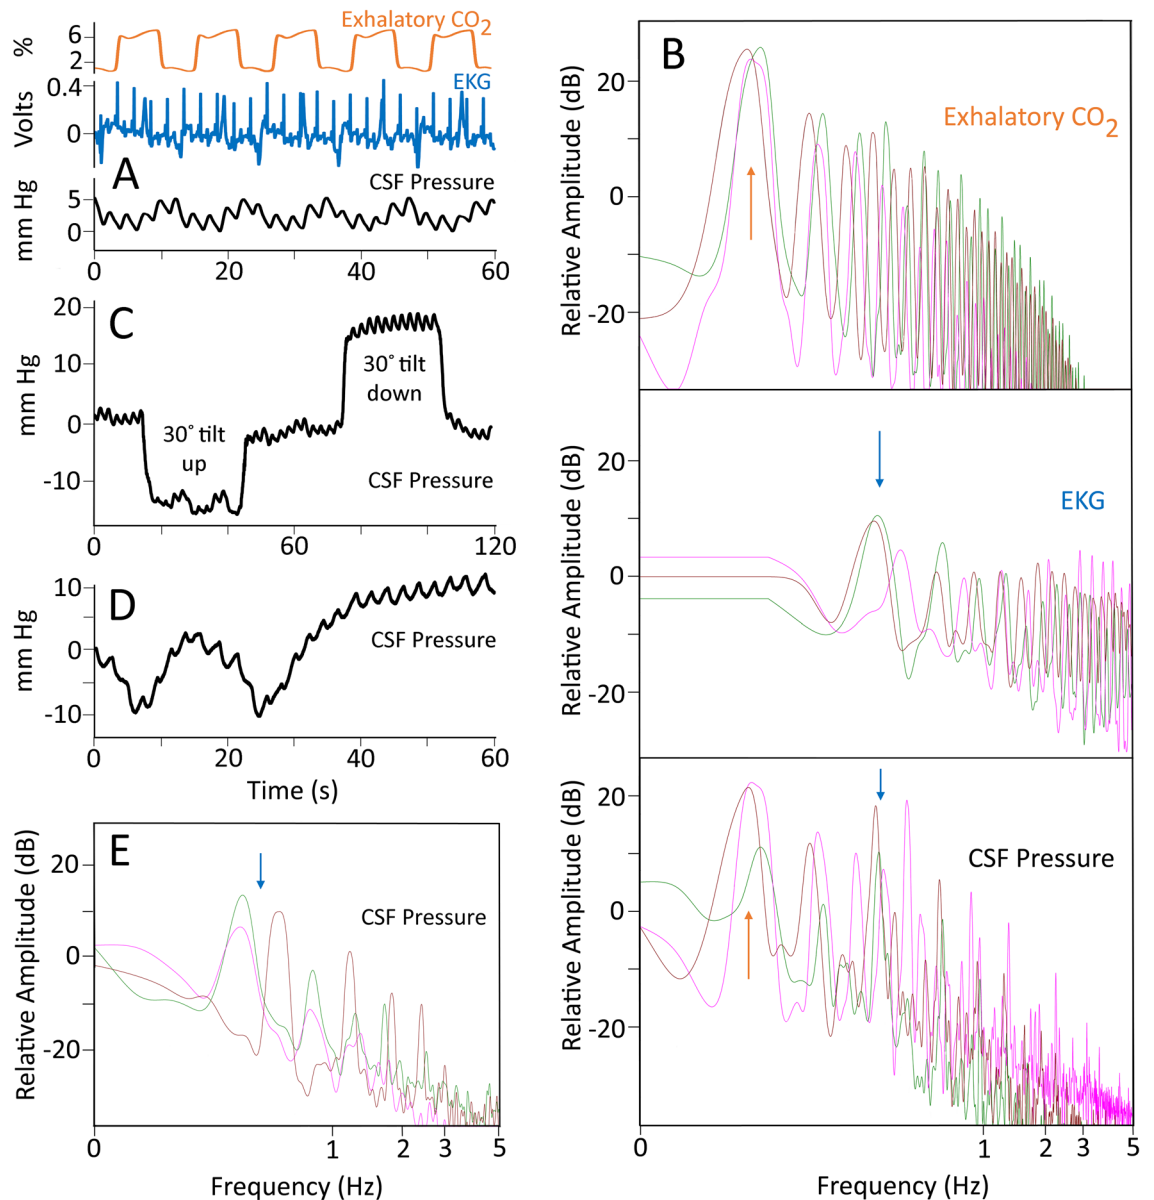 Exhalatory CO2
%
6
2
EKG
Volts
0.4
0
A
CSF Pressure
mm Hg
5
0
0 20 40 60
C
mm Hg
20
10
0
-10
30° tilt
up
30° tilt
down
CSF Pressure
0 60 120
D
mm Hg
10
0
-10
CSF Pressure
0 20 40 60
Time (s)
E
Relative Amplitude (dB)
20
0
-20
CSF Pressure
0 1 2 3 5
Frequency (Hz)
B
Relative Amplitude (dB)
20
0
-20
Exhalatory CO2
Relative Amplitude (dB)
20
0
-20
EKG
Relative Amplitude (dB)
20
0
-20
CSF Pressure
0 1 2 3 5
Frequency (Hz)